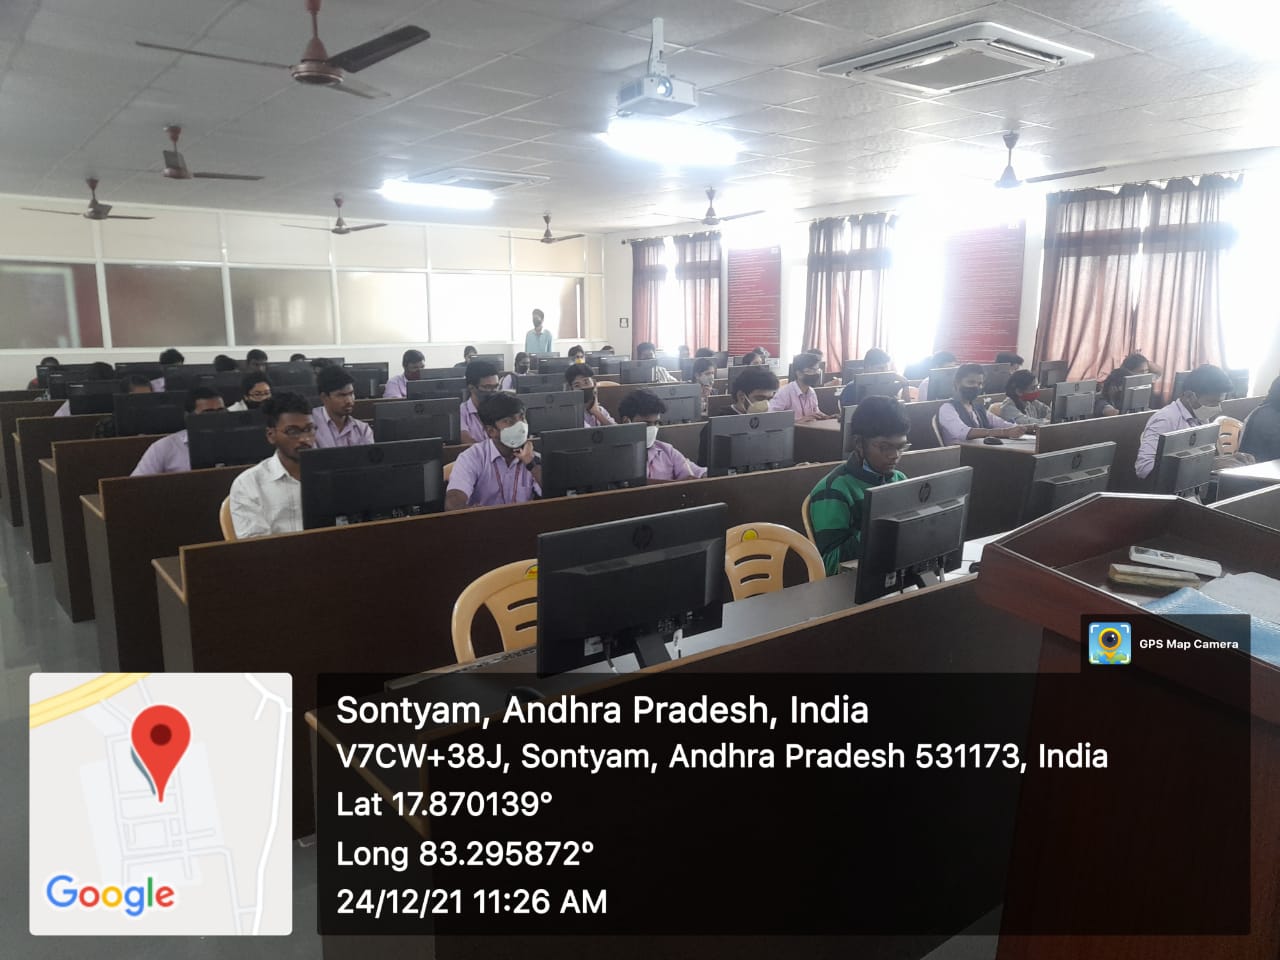 GPS Map Camera
Sontyam, Andhra Pradesh, India
V7CW+38J, Sontyam, Andhra Pradesh 531173, India
Lat 17.870139°
Long 83.295872°
24/12/21 11:26 AM
Google